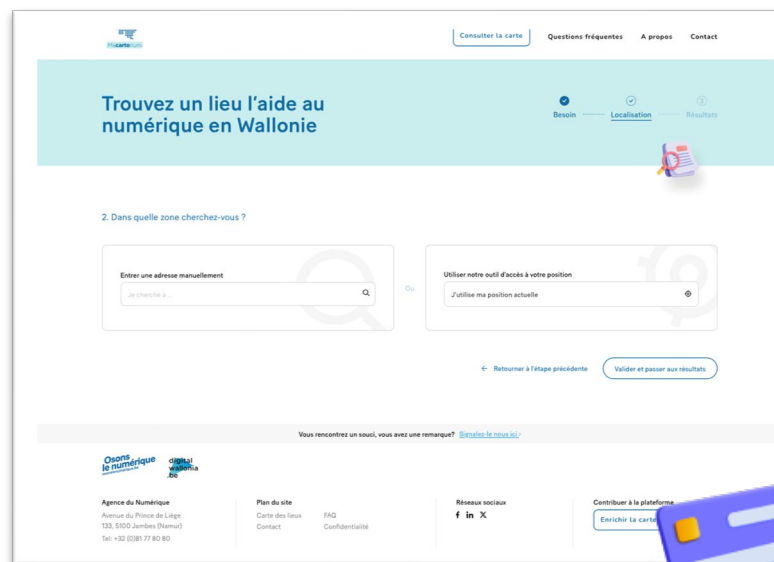 Consulter la carte
Questions fréquentes
A propos
Contact
Trouvez un lieu l'aide au
numérique en Wallonie
Besoin
Localisation
Résultats
2. Dans quelle zone cherchez-vous ?
Entrer une adresse manuellement
Je cherche à ...
Ou
Utiliser notre outil d'accès à votre position
J'utilise ma position actuelle
← Retourner à l'étape précédente
Valider et passer aux résultats
Vous rencontrez un souci, vous avez une remarque? Signalez-le nous ici ›
Osons
le numérique
digital
wallonia
.be
Agence du Numérique
Avenue du Prince de Liège
133, 5100 Jambes (Namur)
Tel: +32 (0)81 77 80 80
Plan du site
Carte des lieux
FAQ
Contact
Confidentialité
Réseaux sociaux
f in X
Contribuer à la plateforme
Enrichir la carte